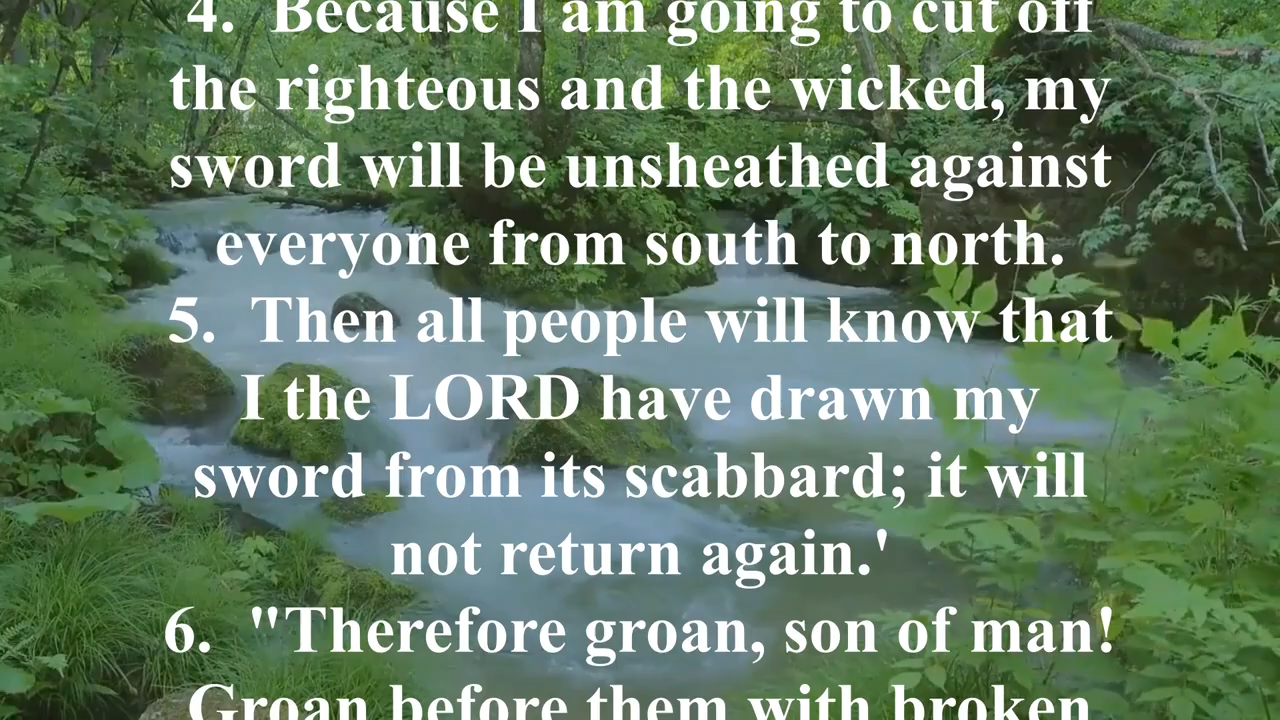 4.  Because I am going to cut off
the righteous and the wicked, my
sword will be unsheathed against
everyone from south to north.
5.  Then all people will know that
I the LORD have drawn my
sword from its scabbard; it will
not return again.'
6.  "Therefore groan, son of man!
Groan before them with broken